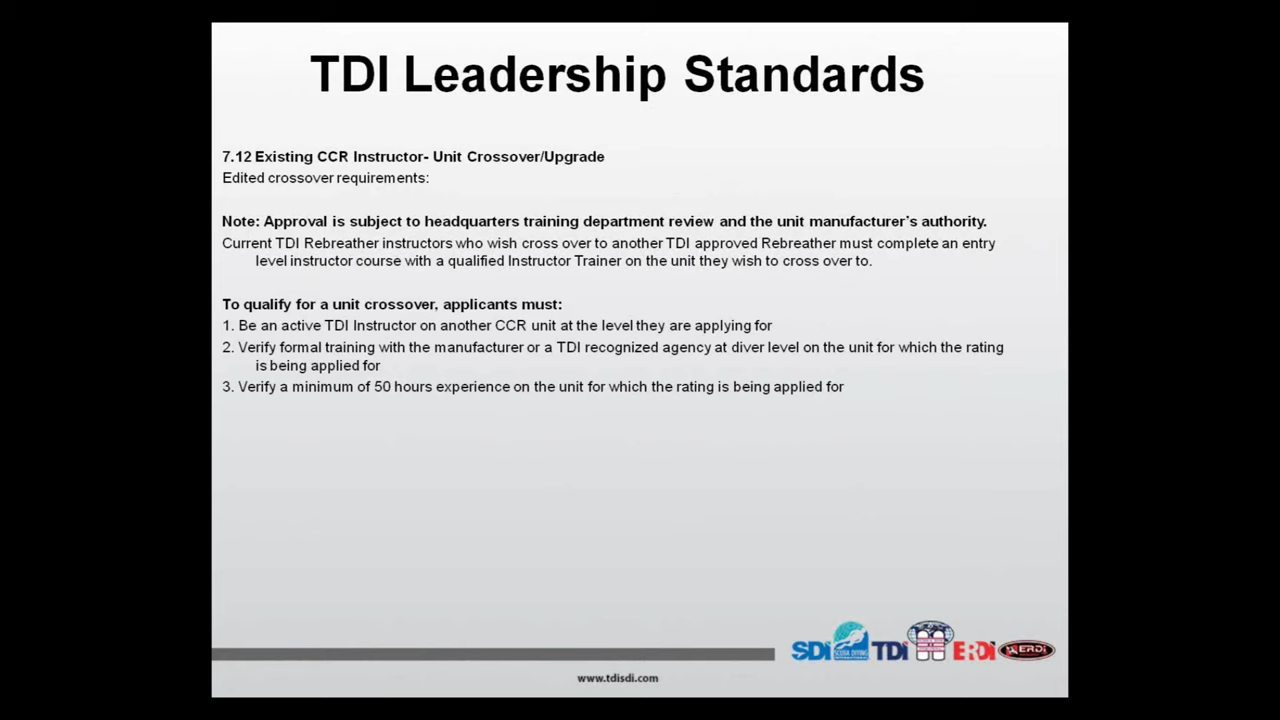 TDI Leadership Standards
7.12 Existing CCR Instructor- Unit Crossover/Upgrade
Edited crossover requirements:
Note: Approval is subject to headquarters training department review and the unit manufacturer's authority.
Current TDI Rebreather instructors who wish cross over to another TDI approved Rebreather must complete an entry
level instructor course with a qualified Instructor Trainer on the unit they wish to cross over to.
To qualify for a unit crossover, applicants must:
1. Be an active TDI Instructor on another CCR unit at the level they are applying for
2. Verify formal training with the manufacturer or a TDI recognized agency at diver level on the unit for which the rating
is being applied for
3. Verify a minimum of 50 hours experience on the unit for which the rating is being applied for
SDI TDI ERDI ERDI
www.tdisdi.com